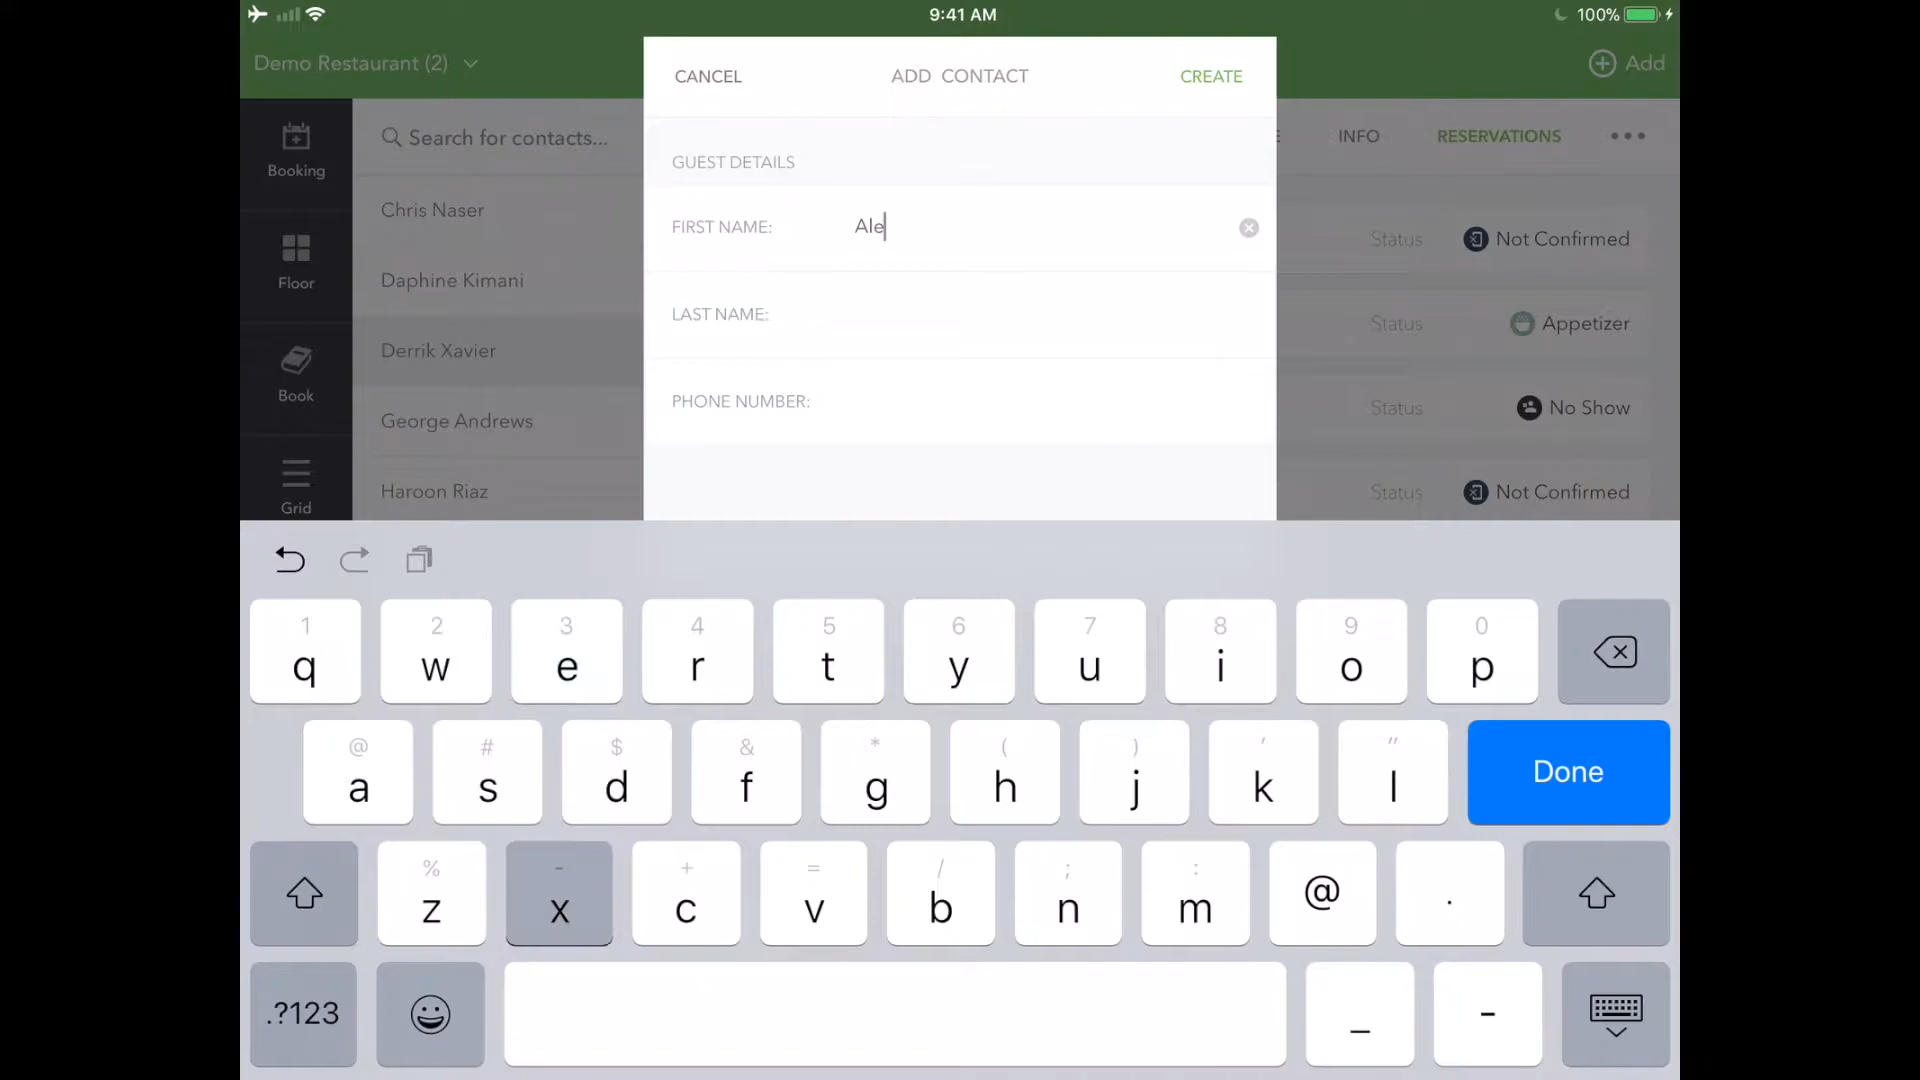 9:41 AM
100%
Demo Restaurant (2)
Add
CANCEL
ADD CONTACT
CREATE
Search for contacts...
E
INFO
RESERVATIONS
GUEST DETAILS
FIRST NAME:
Ale
LAST NAME:
PHONE NUMBER:
Booking
Floor
Book
Grid
Chris Naser
Daphine Kimani
Derrik Xavier
George Andrews
Haroon Riaz
Status
Not Confirmed
Status
Appetizer
Status
No Show
Status
Not Confirmed
1 2 3 4 5 6 7 8 9 0
q w e r t y u i o p
@ # $ & * ( ) ' "
a s d f g h j k l
Done
% - + = / ; :
z x c v b n m @ .
.?123
_ -